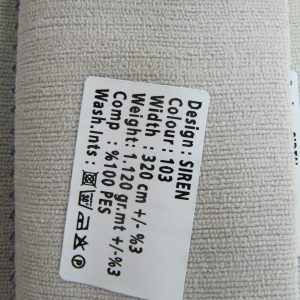 Design : SIREN
Colour : 103
Width : 320 cm +/- %3
Weight: 1.120 gr.mt +/-%3
Comp : %100 PES
Wash.Ints :